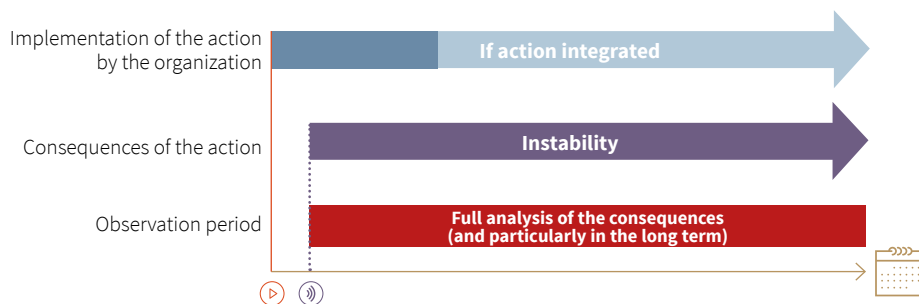 Implementation of the action
by the organization
If action integrated
Consequences of the action
Instability
Observation period
Full analysis of the consequences
(and particularly in the long term)